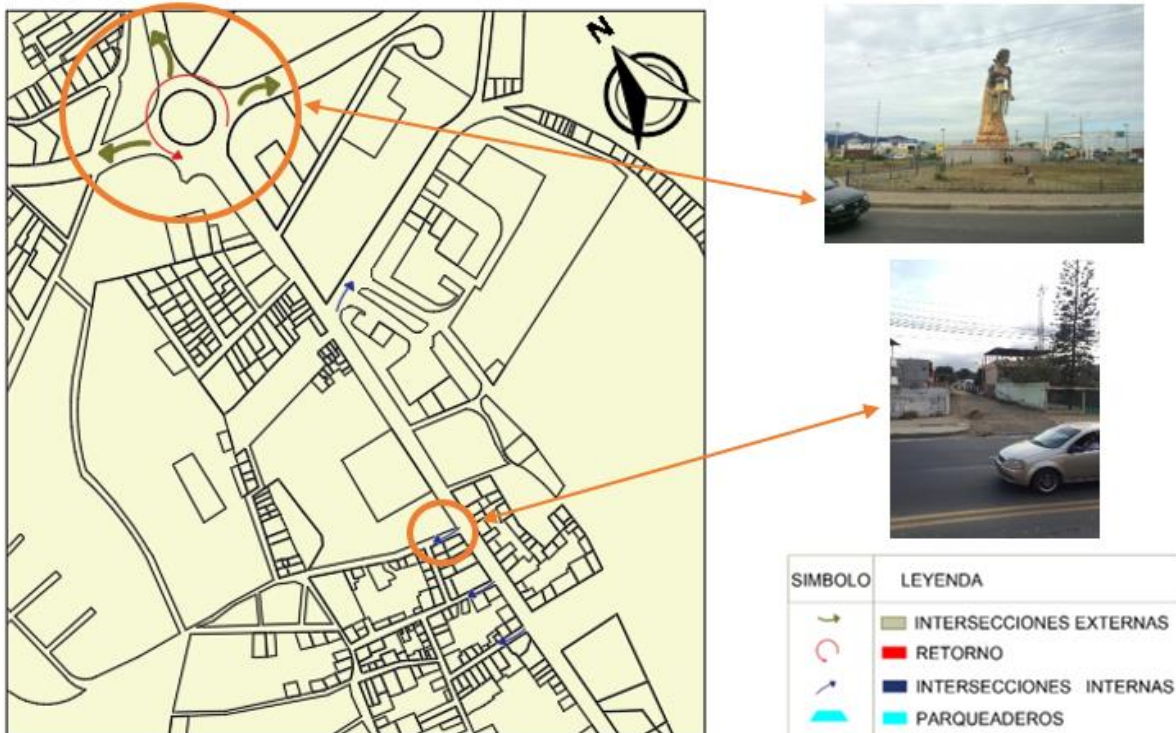 N
SIMBOLO LEYENDA
INTERSECCIONES EXTERNAS
RETORNO
INTERSECCIONES INTERNAS
PARQUEADEROS